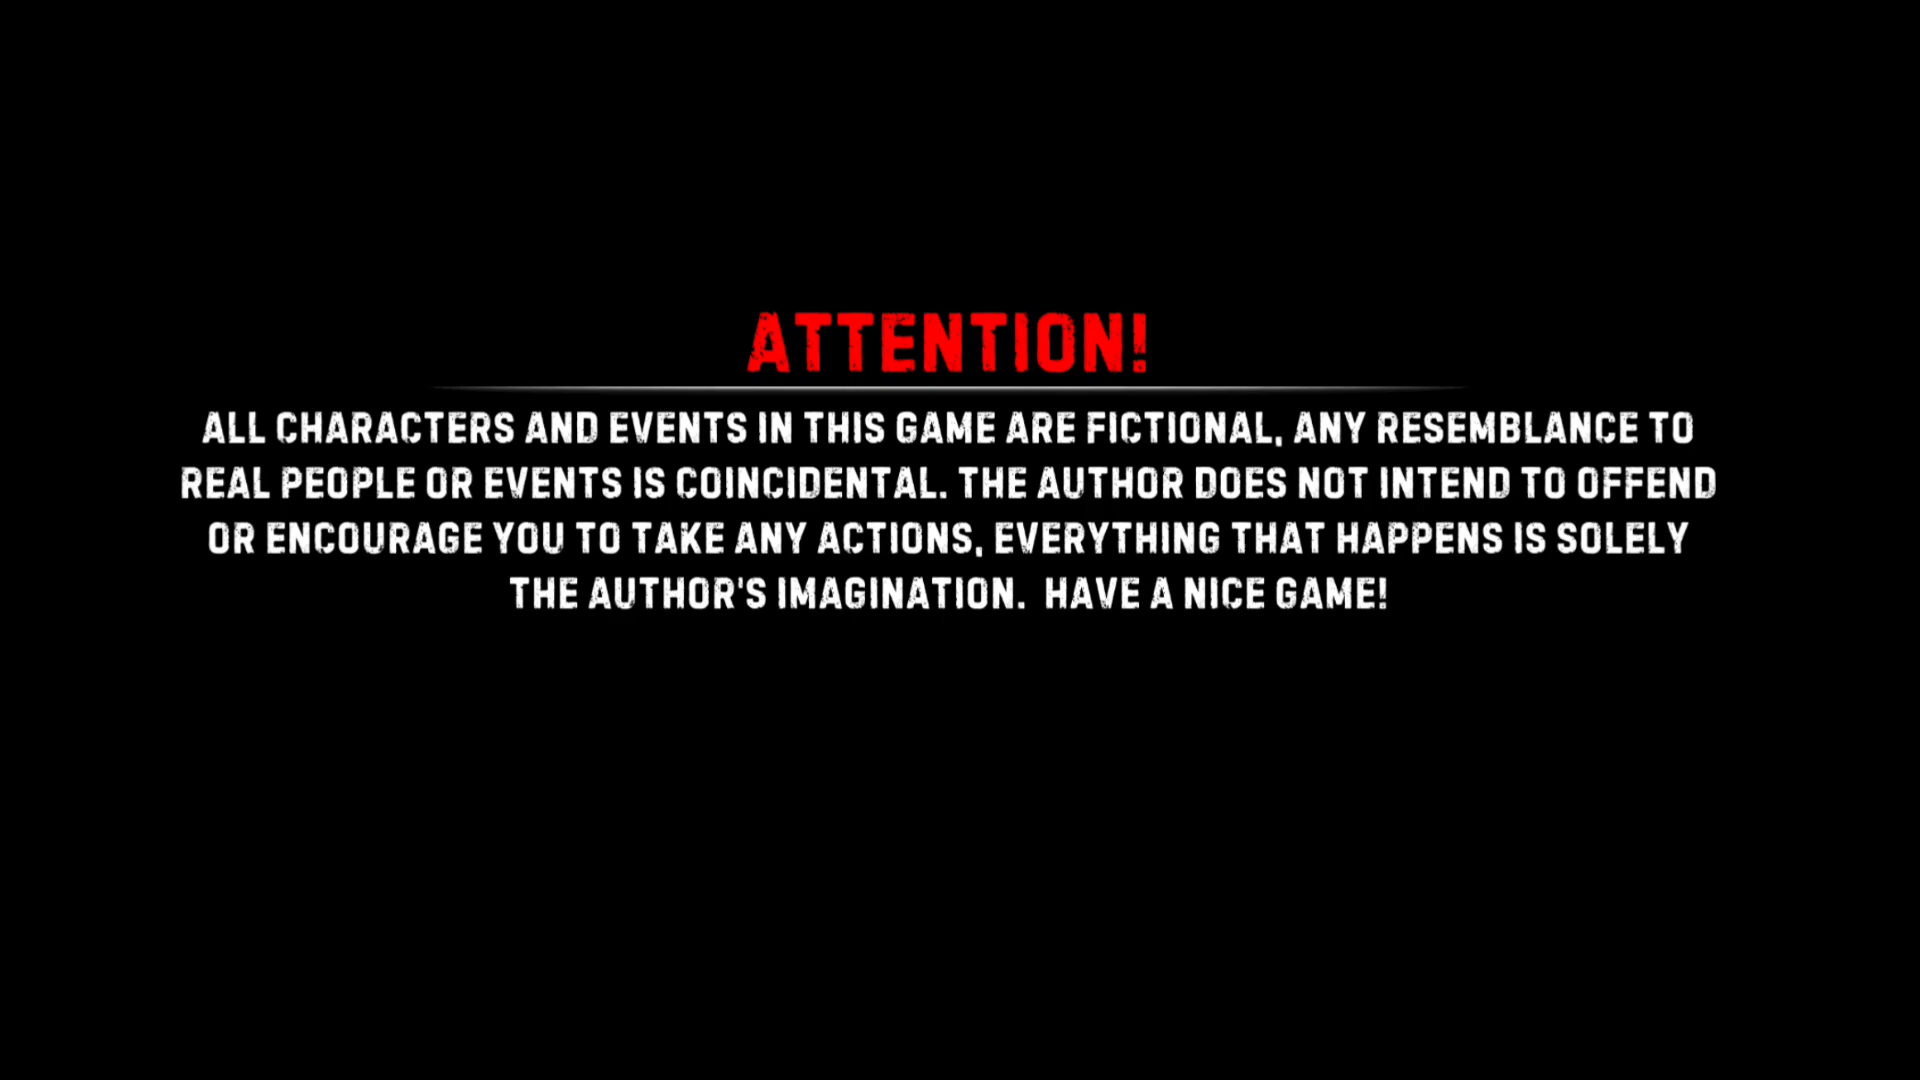 ATTENTION!
ALL CHARACTERS AND EVENTS IN THIS GAME ARE FICTIONAL, ANY RESEMBLANCE TO
REAL PEOPLE OR EVENTS IS COINCIDENTAL. THE AUTHOR DOES NOT INTEND TO OFFEND
OR ENCOURAGE YOU TO TAKE ANY ACTIONS, EVERYTHING THAT HAPPENS IS SOLELY
THE AUTHOR'S IMAGINATION.  HAVE A NICE GAME!